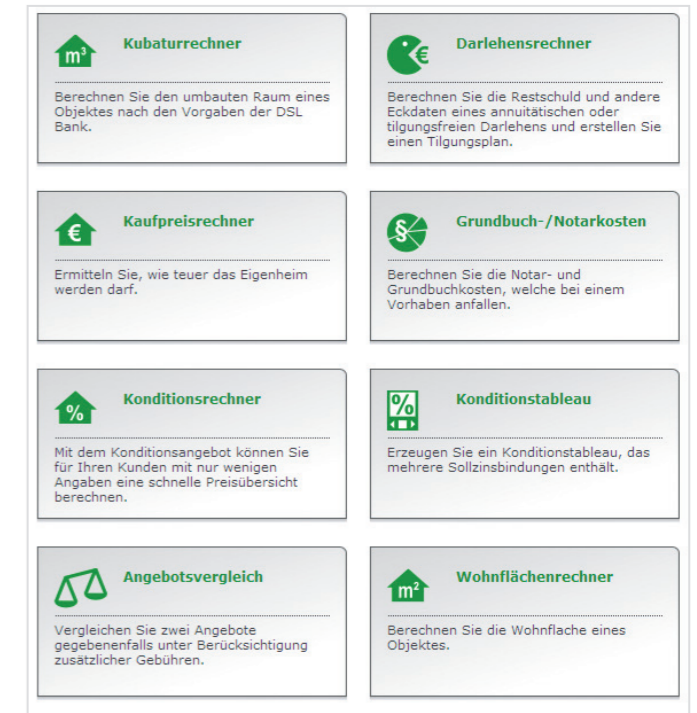 m³
Kubaturrechner
Berechnen Sie den umbauten Raum eines
Objektes nach den Vorgaben der DSL
Bank.
€
Darlehensrechner
Berechnen Sie die Restschuld und andere
Eckdaten eines annuitätischen oder
tilgungsfreien Darlehens und erstellen Sie
einen Tilgungsplan.
€
Kaufpreisrechner
Ermitteln Sie, wie teuer das Eigenheim
werden darf.
§
Grundbuch-/Notarkosten
Berechnen Sie die Notar- und
Grundbuchkosten, welche bei einem
Vorhaben anfallen.
%
Konditionsrechner
Mit dem Konditionsangebot können Sie
für Ihren Kunden mit nur wenigen
Angaben eine schnelle Preisübersicht
berechnen.
%
Konditionstableau
Erzeugen Sie ein Konditionstableau, das
mehrere Sollzinsbindungen enthält.
Angebotsvergleich
Vergleichen Sie zwei Angebote
gegebenenfalls unter Berücksichtigung
zusätzlicher Gebühren.
m²
Wohnflächenrechner
Berechnen Sie die Wohnflache eines
Objektes.